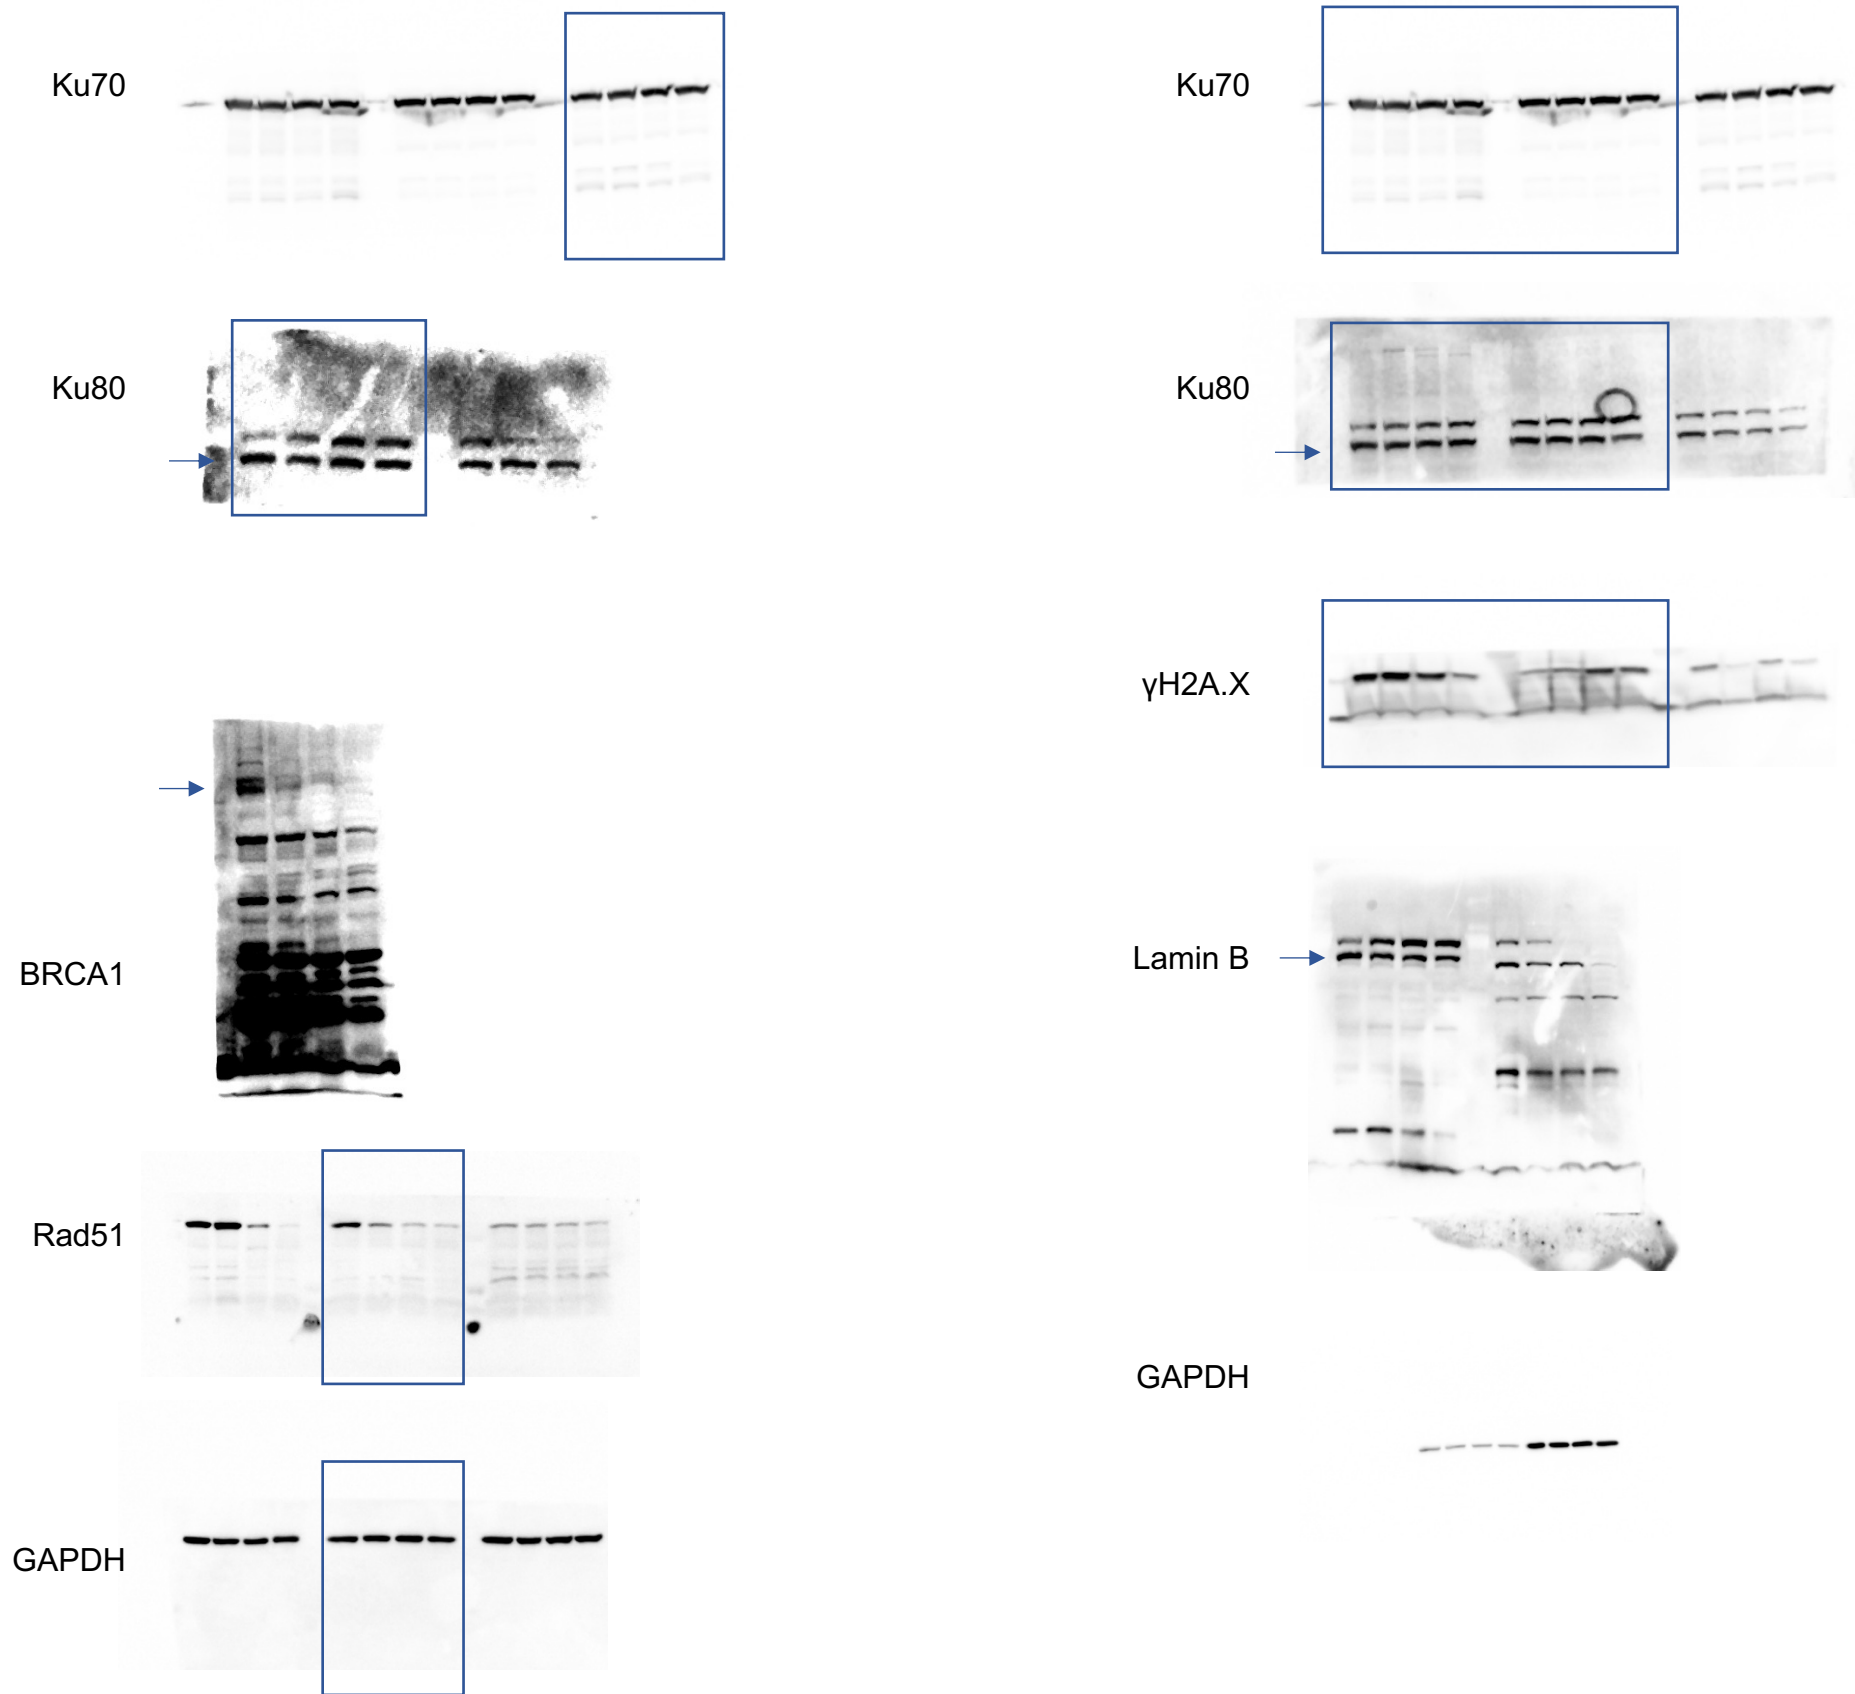 Ku70
Ku80
BRCA1
Rad51
GAPDH
Ku70
Ku80
γH2A.X
Lamin B
GAPDH